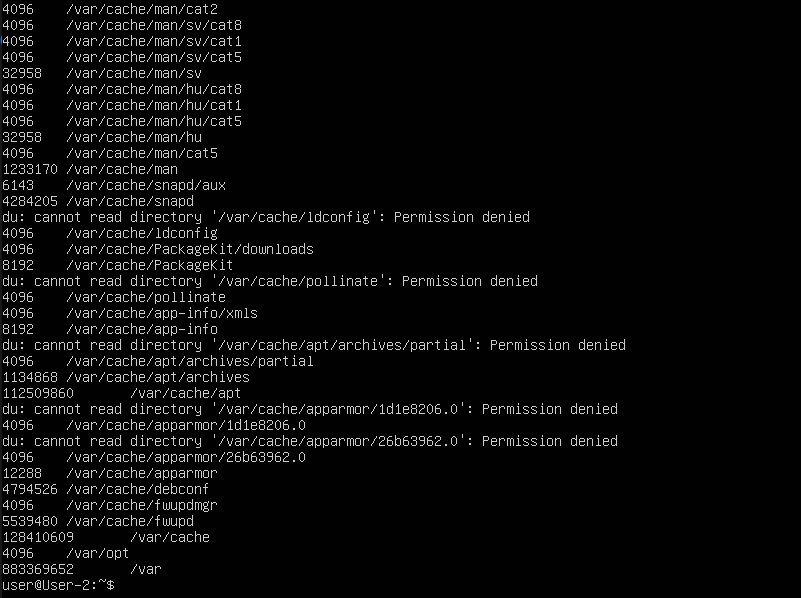 4096    /var/cache/man/cat2
4096    /var/cache/man/sv/cat8
4096    /var/cache/man/sv/cat1
4096    /var/cache/man/sv/cat5
32958   /var/cache/man/sv
4096    /var/cache/man/hu/cat8
4096    /var/cache/man/hu/cat1
4096    /var/cache/man/hu/cat5
32958   /var/cache/man/hu
4096    /var/cache/man/cat5
1233170 /var/cache/man
6143    /var/cache/snapd/aux
4284205 /var/cache/snapd
du: cannot read directory '/var/cache/ldconfig': Permission denied
4096    /var/cache/ldconfig
4096    /var/cache/PackageKit/downloads
8192    /var/cache/PackageKit
du: cannot read directory '/var/cache/pollinate': Permission denied
4096    /var/cache/pollinate
4096    /var/cache/app-info/xmls
8192    /var/cache/app-info
du: cannot read directory '/var/cache/apt/archives/partial': Permission denied
4096    /var/cache/apt/archives/partial
1134868 /var/cache/apt/archives
112509860       /var/cache/apt
du: cannot read directory '/var/cache/apparmor/1d1e8206.0': Permission denied
4096    /var/cache/apparmor/1d1e8206.0
du: cannot read directory '/var/cache/apparmor/26b63962.0': Permission denied
4096    /var/cache/apparmor/26b63962.0
12288   /var/cache/apparmor
4794526 /var/cache/debconf
4096    /var/cache/fwupdmgr
5539480 /var/cache/fwupd
128410609       /var/cache
4096    /var/opt
883369652       /var
user@User-2:~$